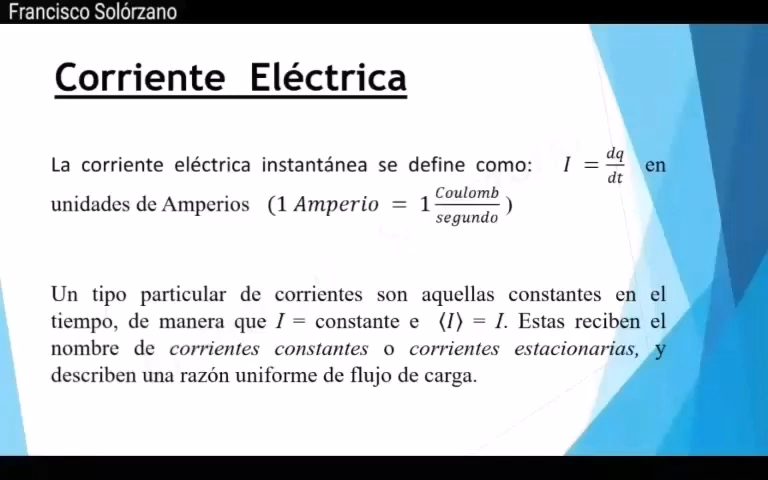 Francisco Solórzano
Corriente Eléctrica
La corriente eléctrica instantánea se define como: I = dq/dt en
unidades de Amperios (1 Amperio = 1 Coulomb/segundo)
Un tipo particular de corrientes son aquellas constantes en el
tiempo, de manera que I = constante e ⟨I⟩ = I. Estas reciben el
nombre de corrientes constantes o corrientes estacionarias, y
describen una razón uniforme de flujo de carga.